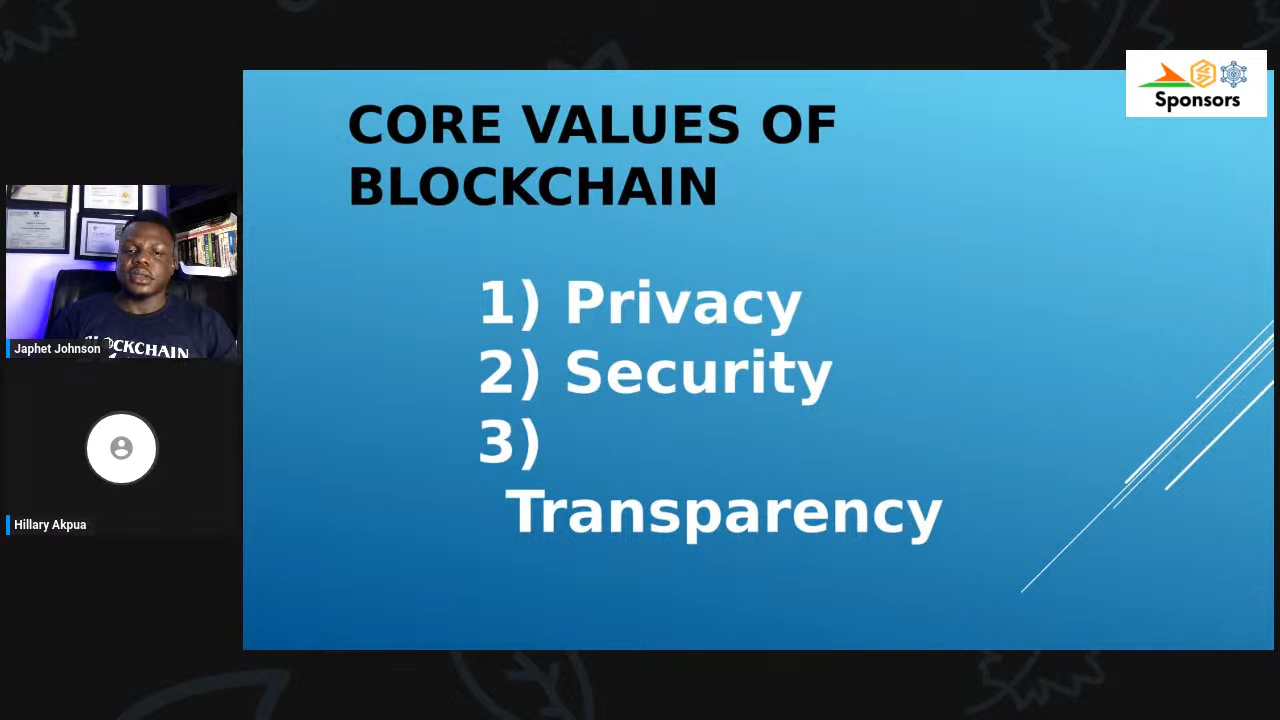 CORE VALUES OF
BLOCKCHAIN
1) Privacy
2) Security
3)
Transparency
Sponsors
Japhet Johnson
Hillary Akpua